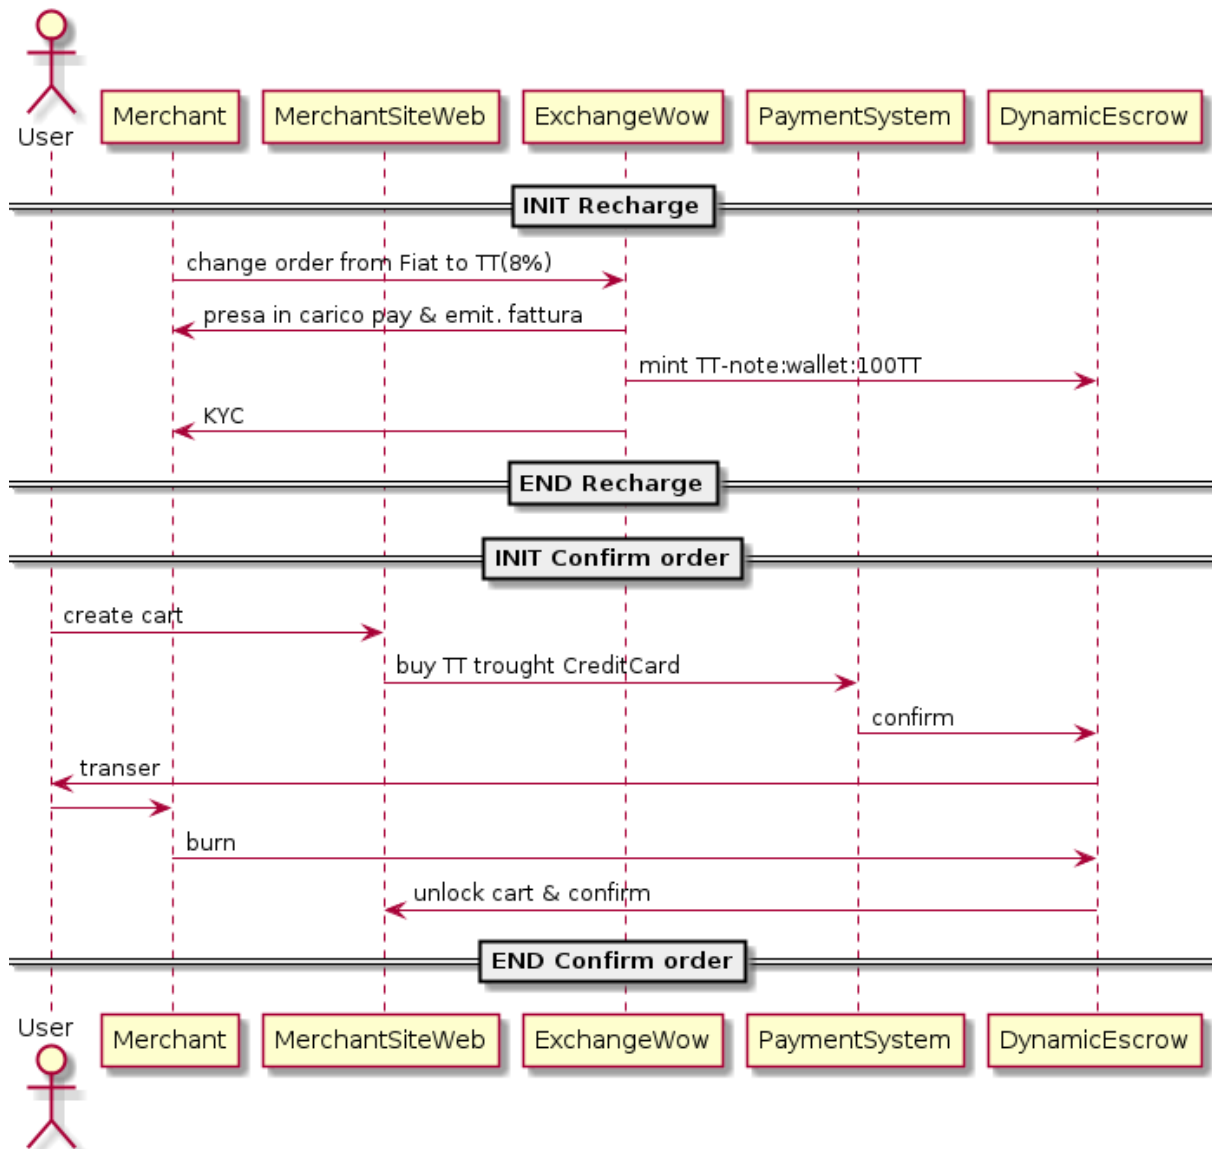 User
Merchant
MerchantSiteWeb
ExchangeWow
PaymentSystem
DynamicEscrow
INIT Recharge
change order from Fiat to TT(8%)
presa in carico pay & emit. fattura
mint TT-note:wallet:100TT
KYC
END Recharge
INIT Confirm order
create cart
buy TT trought CreditCard
confirm
transer
burn
unlock cart & confirm
END Confirm order
User
Merchant
MerchantSiteWeb
ExchangeWow
PaymentSystem
DynamicEscrow